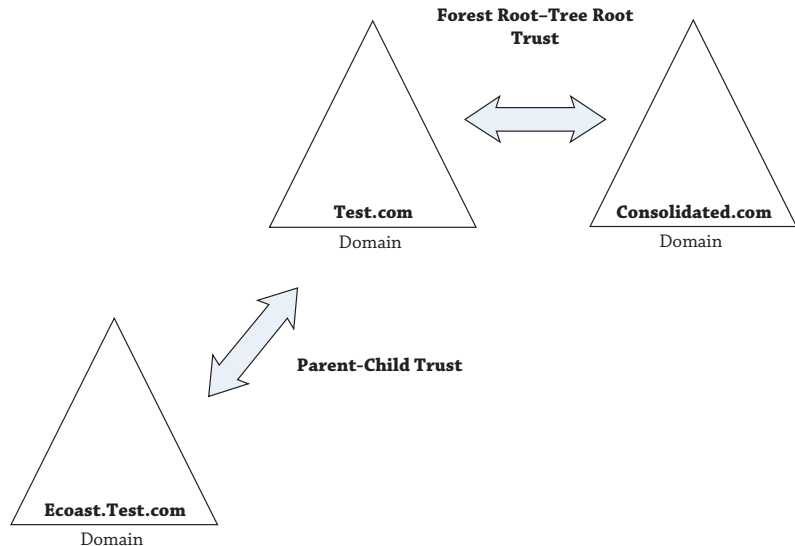 Forest Root–Tree Root
Trust
Test.com
Domain
Consolidated.com
Domain
Parent-Child Trust
Ecoast.Test.com
Domain